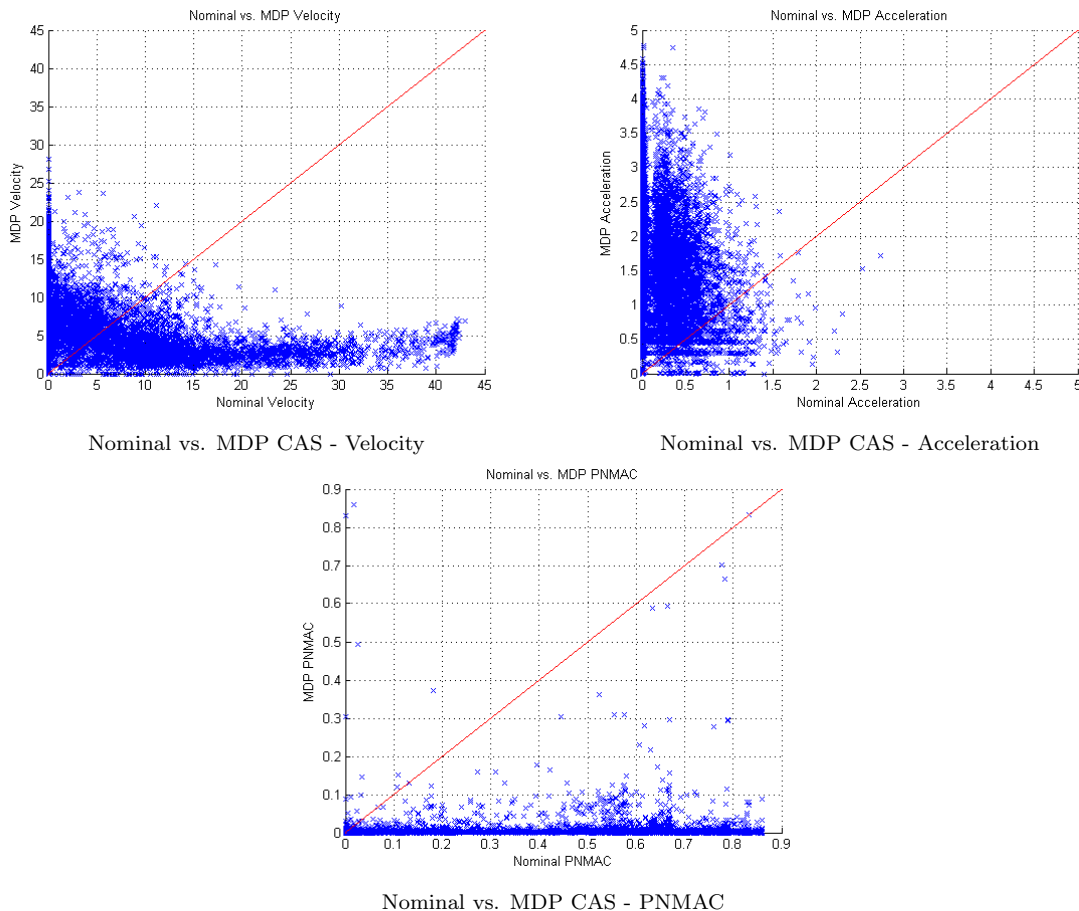 Nominal vs. MDP Velocity
45
40
35
30
25
20
15
10
5
0
MDP Velocity
0 5 10 15 20 25 30 35 40 45
Nominal Velocity
Nominal vs. MDP CAS - Velocity
Nominal vs. MDP Acceleration
5
4.5
4
3.5
3
2.5
2
1.5
1
0.5
0
MDP Acceleration
0 0.5 1 1.5 2 2.5 3 3.5 4 4.5 5
Nominal Acceleration
Nominal vs. MDP CAS - Acceleration
Nominal vs. MDP PNMAC
0.9
0.8
0.7
0.6
0.5
0.4
0.3
0.2
0.1
0
MDP PNMAC
0 0.1 0.2 0.3 0.4 0.5 0.6 0.7 0.8 0.9
Nominal PNMAC
Nominal vs. MDP CAS - PNMAC